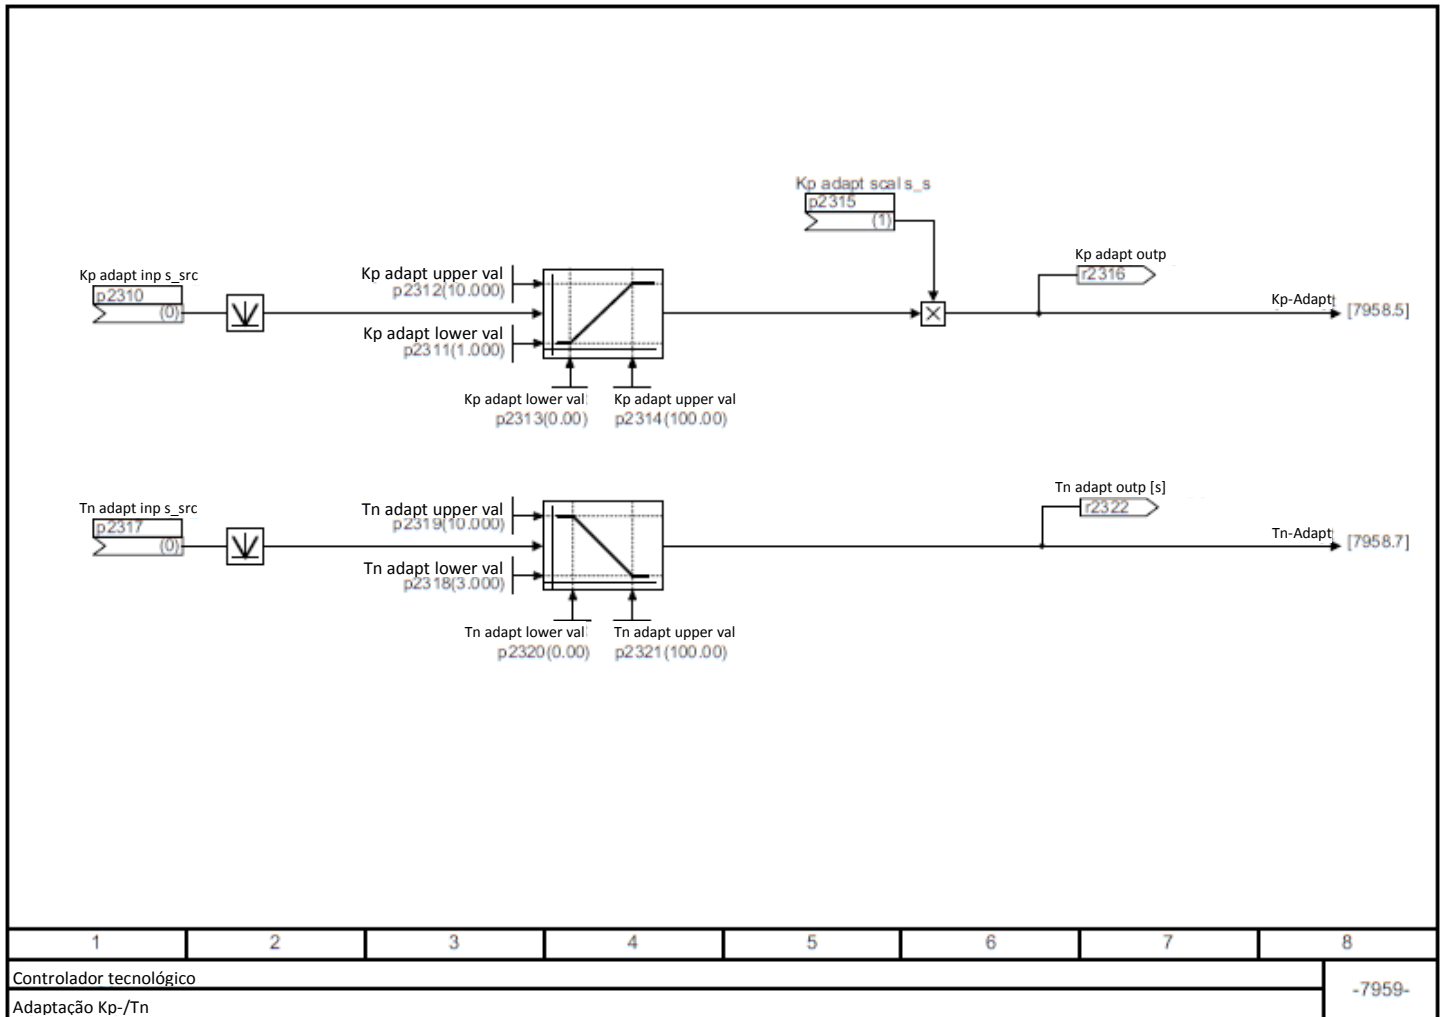 Kp adapt scal s_s
p2315
(1)
Kp adapt inp s_src
p2310
(0)
Kp adapt upper val
p2312(10.000)
Kp adapt lower val
p2311(1.000)
Kp adapt lower val
p2313(0.00)
Kp adapt upper val
p2314(100.00)
Kp adapt outp
r2316
Kp-Adapt
[7958.5]
Tn adapt inp s_src
p2317
(0)
Tn adapt upper val
p2319(10.000)
Tn adapt lower val
p2318(3.000)
Tn adapt lower val
p2320(0.00)
Tn adapt upper val
p2321(100.00)
Tn adapt outp [s]
r2322
Tn-Adapt
[7958.7]
1 2 3 4 5 6 7 8
Controlador tecnológico
-7959-
Adaptação Kp-/Tn